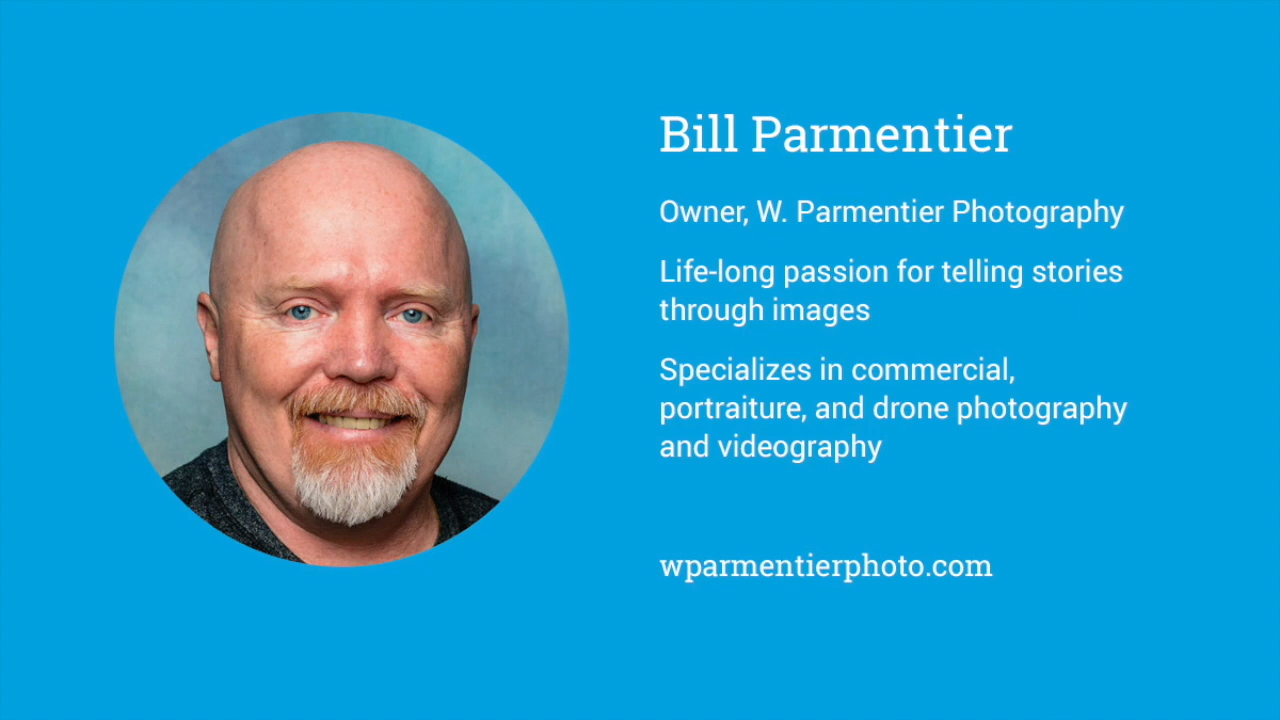 Bill Parmentier
Owner, W. Parmentier Photography
Life-long passion for telling stories
through images
Specializes in commercial,
portraiture, and drone photography
and videography
wparmentierphoto.com